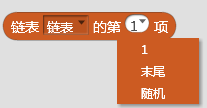 链表 链表 的第 1 项
1
末尾
随机